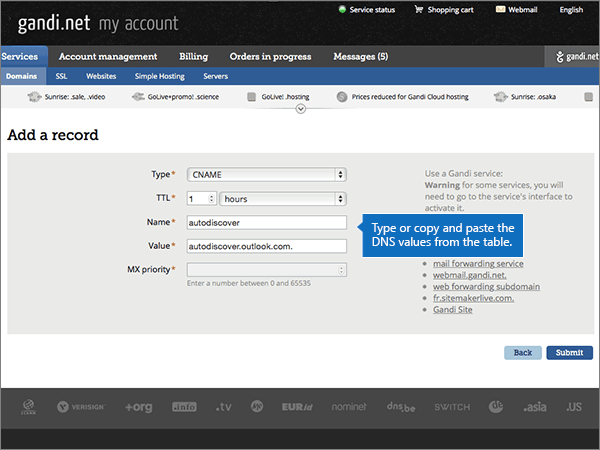 gandi.net my account
Service status Shopping cart Webmail English
Services Account management Billing Orders in progress Messages (5) gandi.net
Domains SSL Websites Simple Hosting Servers
Sunrise: .sale, .video GoLive+promo! .science GoLive! .hosting Prices reduced for Gandi Cloud hosting Sunrise: .osaka
Add a record
Type* CNAME
TTL* 1 hours
Name* autodiscover
Value* autodiscover.outlook.com.
MX priority*
Enter a number between 0 and 65535
Use a Gandi service:
Warning for some services, you will
need to go to the service's interface to
activate it.
Type or copy and paste the
DNS values from the table.
mail forwarding service
webmail.gandi.net.
web forwarding subdomain
fr.sitemakerlive.com.
Gandi Site
Back Submit
ICANN VERISIGN +org .info .tv EURid nominet dns.be SWITCH .asia .US